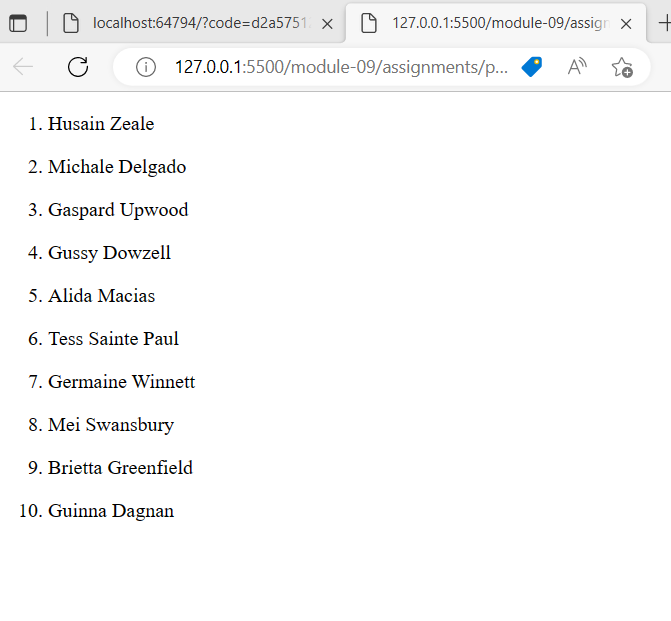 localhost:64794/?code=d2a5751
127.0.0.1:5500/module-09/assign
127.0.0.1:5500/module-09/assignments/p...
1. Husain Zeale
2. Michale Delgado
3. Gaspard Upwood
4. Gussy Dowzell
5. Alida Macias
6. Tess Sainte Paul
7. Germaine Winnett
8. Mei Swansbury
9. Brietta Greenfield
10. Guinna Dagnan